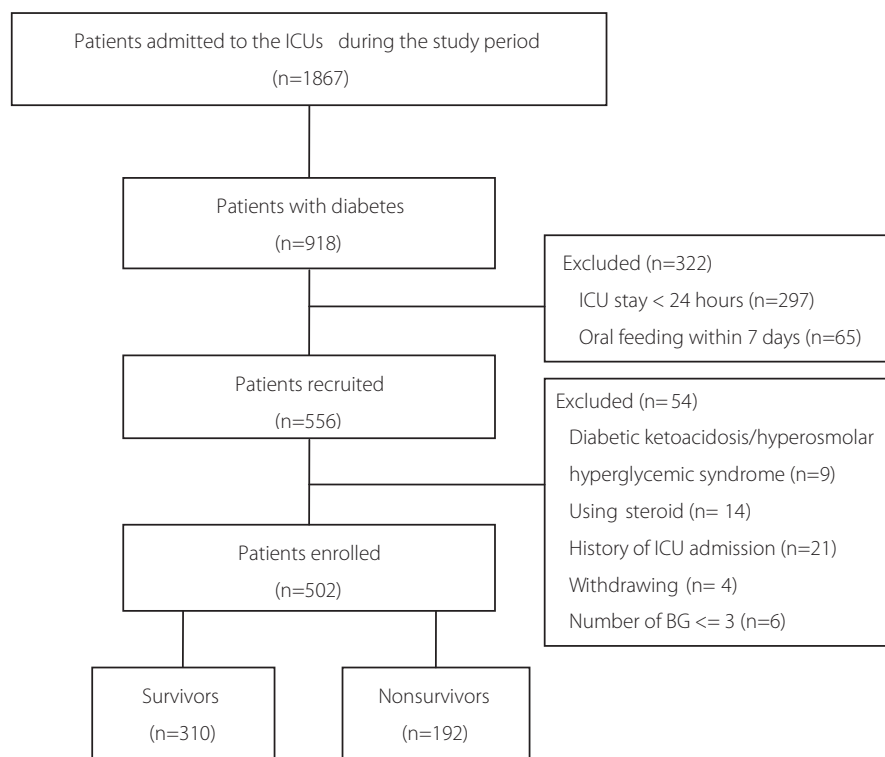 Patients admitted to the ICUs during the study period
(n=1867)
Patients with diabetes
(n=918)
Excluded (n=322)
ICU stay < 24 hours (n=297)
Oral feeding within 7 days (n=65)
Patients recruited
(n=556)
Excluded (n= 54)
Diabetic ketoacidosis/hyperosmolar
hyperglycemic syndrome (n=9)
Using steroid (n= 14)
History of ICU admission (n=21)
Withdrawing (n= 4)
Number of BG <= 3 (n=6)
Patients enrolled
(n=502)
Survivors
(n=310)
Nonsurvivors
(n=192)